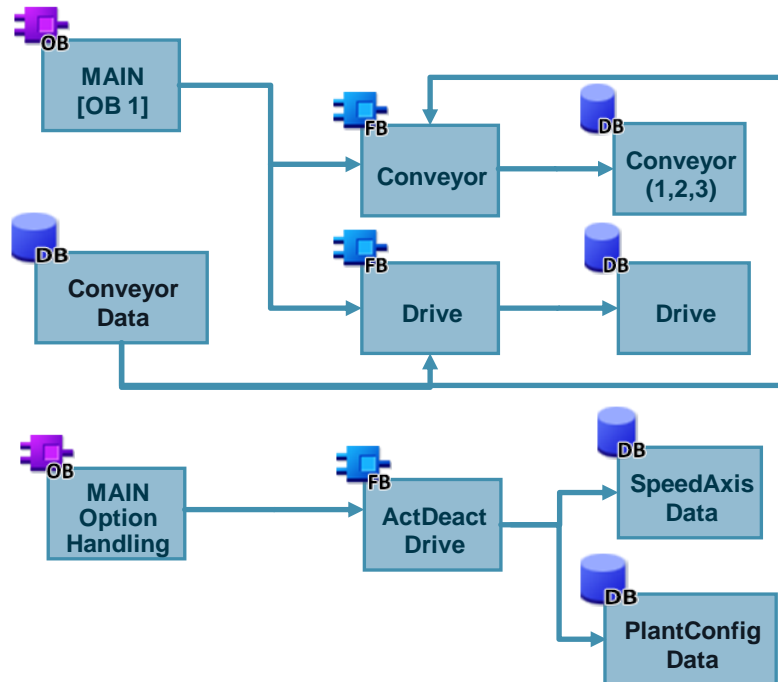 OB
MAIN
[OB 1]
FB
Conveyor
DB
Conveyor
(1,2,3)
DB
Conveyor
Data
FB
Drive
DB
Drive
OB
MAIN
Option
Handling
FB
ActDeact
Drive
DB
SpeedAxis
Data
DB
PlantConfig
Data